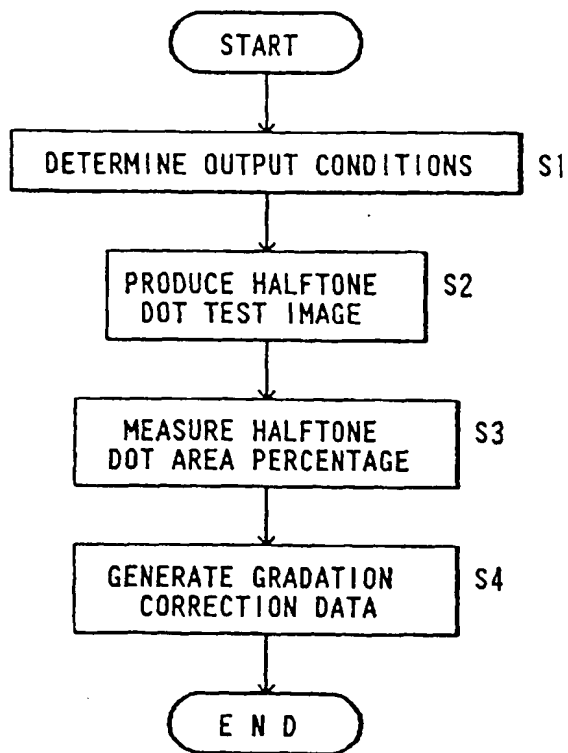 START
DETERMINE OUTPUT CONDITIONS S1
PRODUCE HALFTONE S2
DOT TEST IMAGE
MEASURE HALFTONE S3
DOT AREA PERCENTAGE
GENERATE GRADATION S4
CORRECTION DATA
E N D